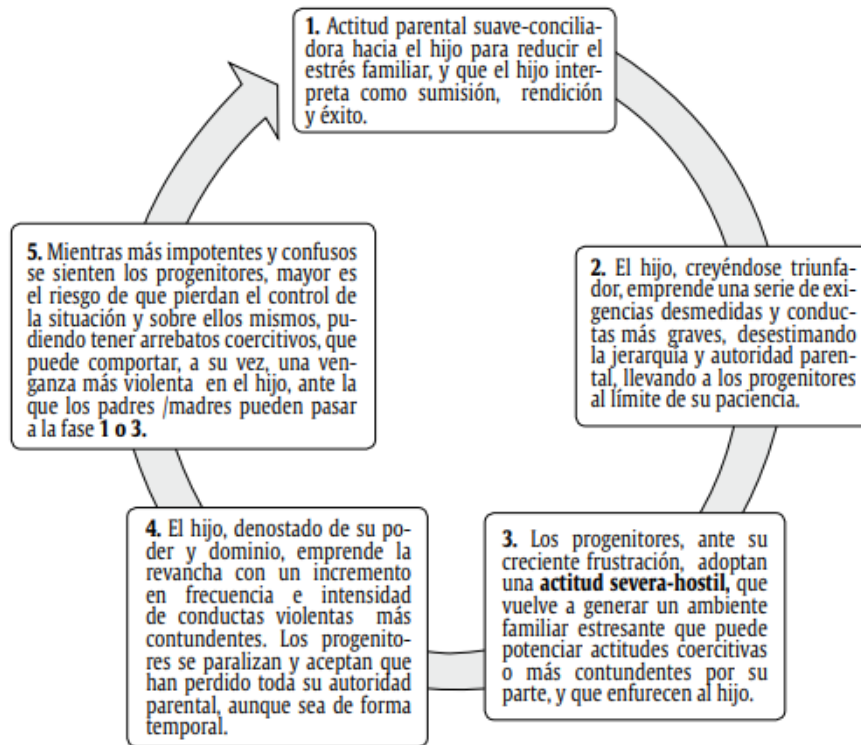 1. Actitud parental suave-concilia-
dora hacia el hijo para reducir el
estrés familiar, y que el hijo inter-
preta como sumisión, rendición
y éxito.
2. El hijo, creyéndose triunfa-
dor, emprende una serie de exi-
gencias desmedidas y conduc-
tas más graves, desestimando
la jerarquía y autoridad paren-
tal, llevando a los progenitores
al límite de su paciencia.
3. Los progenitores, ante su
creciente frustración, adoptan
una actitud severa-hostil, que
vuelve a generar un ambiente
familiar estresante que puede
potenciar actitudes coercitivas
o más contundentes por su
parte, y que enfurecen al hijo.
4. El hijo, denostado de su po-
der y dominio, emprende la
revancha con un incremento
en frecuencia e intensidad
de conductas violentas más
contundentes. Los progenito-
res se paralizan y aceptan que
han perdido toda su autoridad
parental, aunque sea de forma
temporal.
5. Mientras más impotentes y confusos
se sienten los progenitores, mayor es
el riesgo de que pierdan el control de
la situación y sobre ellos mismos, pu-
diendo tener arrebatos coercitivos, que
puede comportar, a su vez, una ven-
ganza más violenta en el hijo, ante la
que los padres /madres pueden pasar
a la fase 1 o 3.